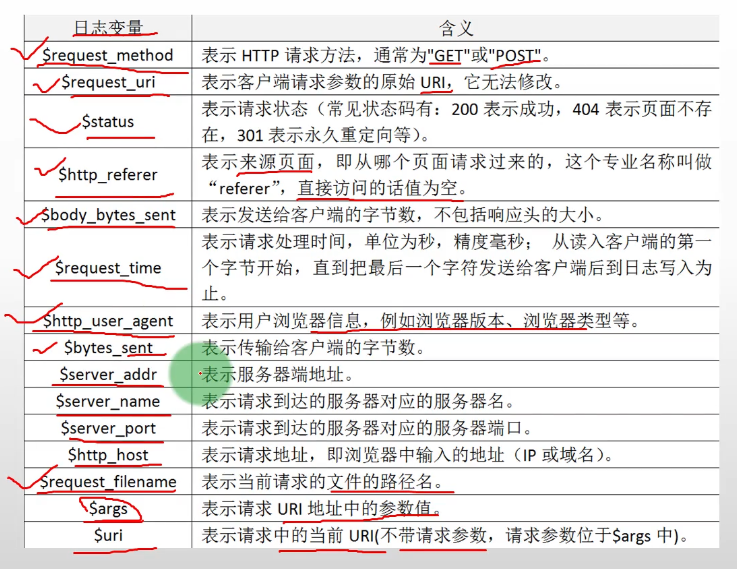 日志变量 含义
$request_method 表示 HTTP 请求方法，通常为"GET"或"POST"。
$request_uri 表示客户端请求参数的原始 URI，它无法修改。
$status 表示请求状态（常见状态码有：200 表示成功，404 表示页面不存
在，301 表示永久重定向等）。
$http_referer 表示来源页面，即从哪个页面请求过来的，这个专业名称叫做
“referer”，直接访问的话值为空。
$body_bytes_sent 表示发送给客户端的字节数，不包括响应头的大小。
$request_time 表示请求处理时间，单位为秒，精度毫秒； 从读入客户端的第一
个字节开始，直到把最后一个字符发送给客户端后到日志写入为
止。
$http_user_agent 表示用户浏览器信息，例如浏览器版本、浏览器类型等。
$bytes_sent 表示传输给客户端的字节数。
$server_addr 表示服务器端地址。
$server_name 表示请求到达的服务器对应的服务器名。
$server_port 表示请求到达的服务器对应的服务器端口。
$http_host 表示请求地址，即浏览器中输入的地址（IP 或域名）。
$request_filename 表示当前请求的文件的路径名。
$args 表示请求 URI 地址中的参数值。
$uri 表示请求中的当前 URI(不带请求参数，请求参数位于$args 中)。